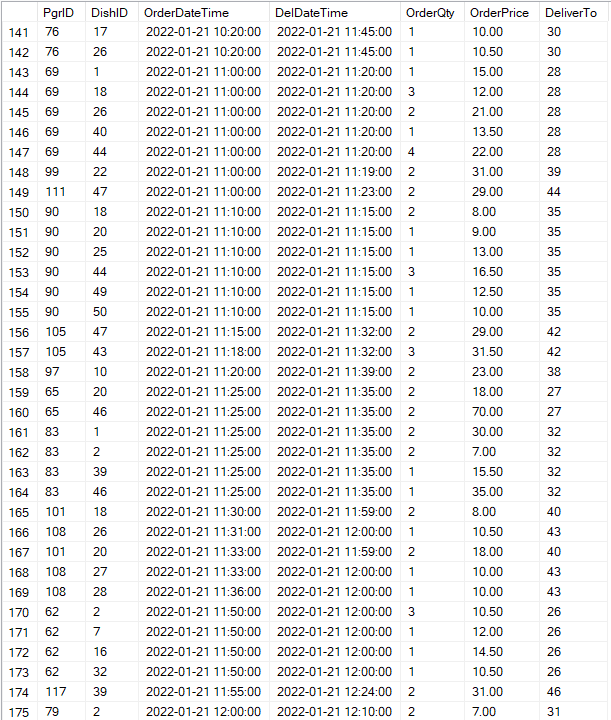 PgrID DishID OrderDateTime DelDateTime OrderQty OrderPrice DeliverTo
141 76 17 2022-01-21 10:20:00 2022-01-21 11:45:00 1 10.00 30
142 76 26 2022-01-21 10:20:00 2022-01-21 11:45:00 1 10.50 30
143 69 1 2022-01-21 11:00:00 2022-01-21 11:20:00 1 15.00 28
144 69 18 2022-01-21 11:00:00 2022-01-21 11:20:00 3 12.00 28
145 69 26 2022-01-21 11:00:00 2022-01-21 11:20:00 2 21.00 28
146 69 40 2022-01-21 11:00:00 2022-01-21 11:20:00 1 13.50 28
147 69 44 2022-01-21 11:00:00 2022-01-21 11:20:00 4 22.00 28
148 99 22 2022-01-21 11:00:00 2022-01-21 11:19:00 2 31.00 39
149 111 47 2022-01-21 11:00:00 2022-01-21 11:23:00 2 29.00 44
150 90 18 2022-01-21 11:10:00 2022-01-21 11:15:00 2 8.00 35
151 90 20 2022-01-21 11:10:00 2022-01-21 11:15:00 1 9.00 35
152 90 25 2022-01-21 11:10:00 2022-01-21 11:15:00 1 13.00 35
153 90 44 2022-01-21 11:10:00 2022-01-21 11:15:00 3 16.50 35
154 90 49 2022-01-21 11:10:00 2022-01-21 11:15:00 1 12.50 35
155 90 50 2022-01-21 11:10:00 2022-01-21 11:15:00 1 10.00 35
156 105 47 2022-01-21 11:15:00 2022-01-21 11:32:00 2 29.00 42
157 105 43 2022-01-21 11:18:00 2022-01-21 11:32:00 3 31.50 42
158 97 10 2022-01-21 11:20:00 2022-01-21 11:39:00 2 23.00 38
159 65 20 2022-01-21 11:25:00 2022-01-21 11:35:00 2 18.00 27
160 65 46 2022-01-21 11:25:00 2022-01-21 11:35:00 2 70.00 27
161 83 1 2022-01-21 11:25:00 2022-01-21 11:35:00 2 30.00 32
162 83 2 2022-01-21 11:25:00 2022-01-21 11:35:00 2 7.00 32
163 83 39 2022-01-21 11:25:00 2022-01-21 11:35:00 1 15.50 32
164 83 46 2022-01-21 11:25:00 2022-01-21 11:35:00 1 35.00 32
165 101 18 2022-01-21 11:30:00 2022-01-21 11:59:00 2 8.00 40
166 108 26 2022-01-21 11:31:00 2022-01-21 12:00:00 1 10.50 43
167 101 20 2022-01-21 11:33:00 2022-01-21 11:59:00 2 18.00 40
168 108 27 2022-01-21 11:33:00 2022-01-21 12:00:00 1 10.00 43
169 108 28 2022-01-21 11:36:00 2022-01-21 12:00:00 1 10.00 43
170 62 2 2022-01-21 11:50:00 2022-01-21 12:00:00 3 10.50 26
171 62 7 2022-01-21 11:50:00 2022-01-21 12:00:00 1 12.00 26
172 62 16 2022-01-21 11:50:00 2022-01-21 12:00:00 1 14.50 26
173 62 32 2022-01-21 11:50:00 2022-01-21 12:00:00 1 10.50 26
174 117 39 2022-01-21 11:55:00 2022-01-21 12:24:00 2 31.00 46
175 79 2 2022-01-21 12:00:00 2022-01-21 12:10:00 2 7.00 31